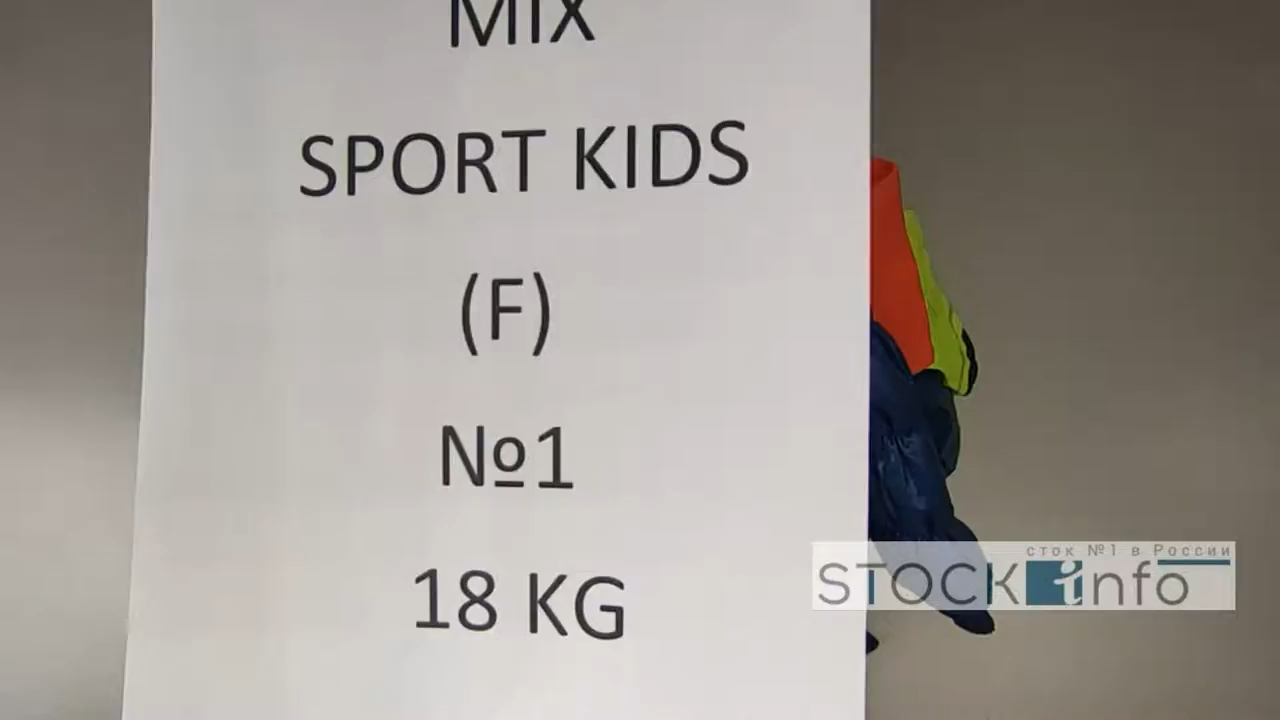 MIX
SPORT KIDS
(F)
№1
18 KG
сток №1 в России
STOCK info